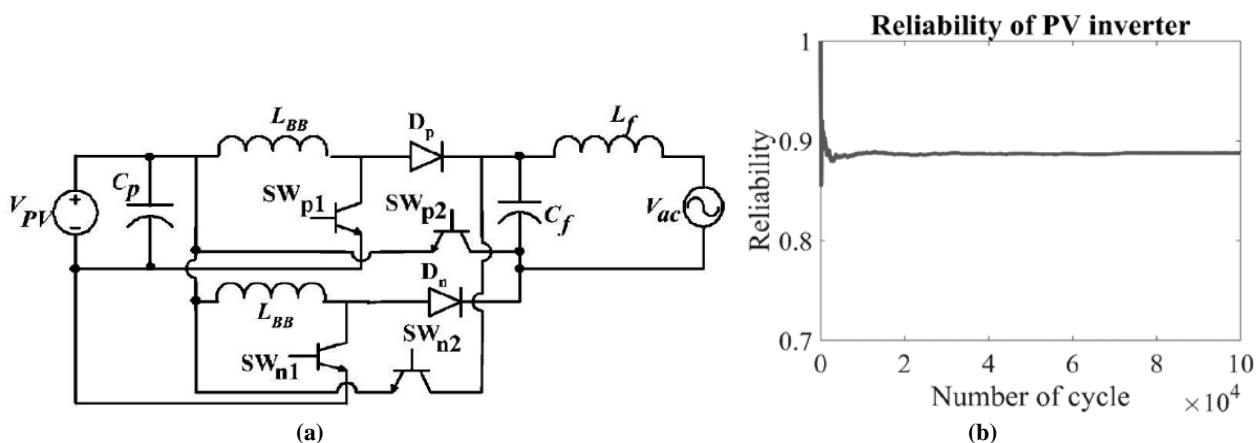 L_BB
D_p
L_f
V_PV
+
−
C_p
SW_p1
SW_p2
C_f
V_ac
L_BB
D_n
SW_n1
SW_n2
(a)
Reliability of PV inverter
Reliability
1
0.9
0.8
0.7
0 2 4 6 8 10
Number of cycle ×10^4
(b)